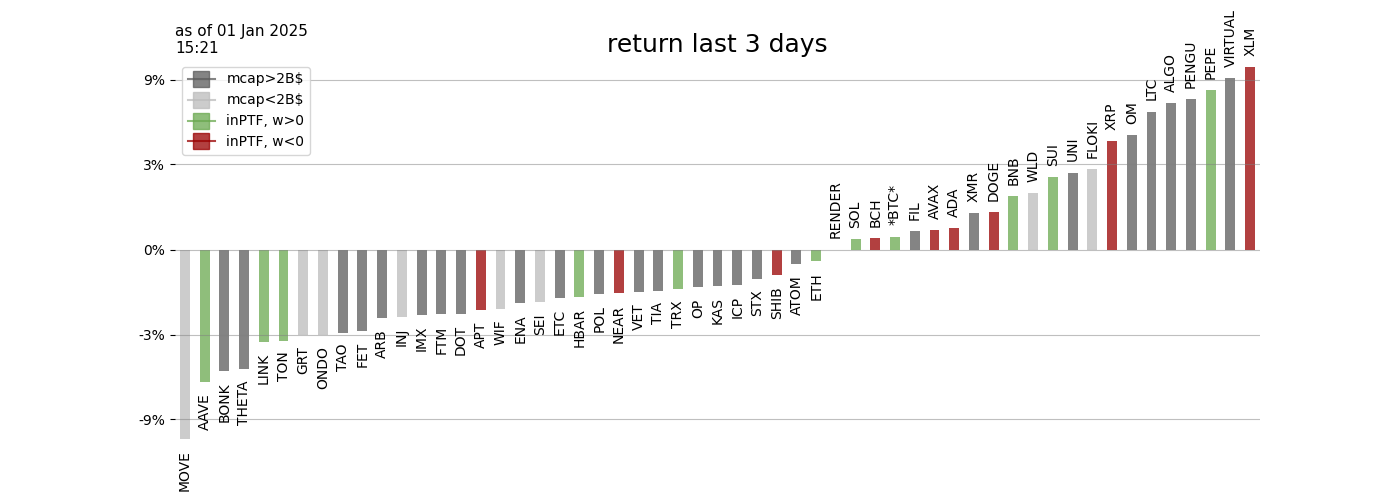 as of 01 Jan 2025
15:21
return last 3 days
mcap>2B$
mcap<2B$
inPTF, w>0
inPTF, w<0
9%
3%
0%
-3%
-9%
MOVE
AAVE
BONK
THETA
LINK
TON
GRT
ONDO
TAO
FET
ARB
INJ
IMX
FTM
DOT
APT
WIF
ENA
SEI
ETC
HBAR
POL
NEAR
VET
TIA
TRX
OP
KAS
ICP
STX
SHIB
ATOM
ETH
RENDER
SOL
BCH
*BTC*
FIL
AVAX
ADA
XMR
DOGE
BNB
WLD
SUI
UNI
FLOKI
XRP
OM
LTC
ALGO
PENGU
PEPE
VIRTUAL
XLM